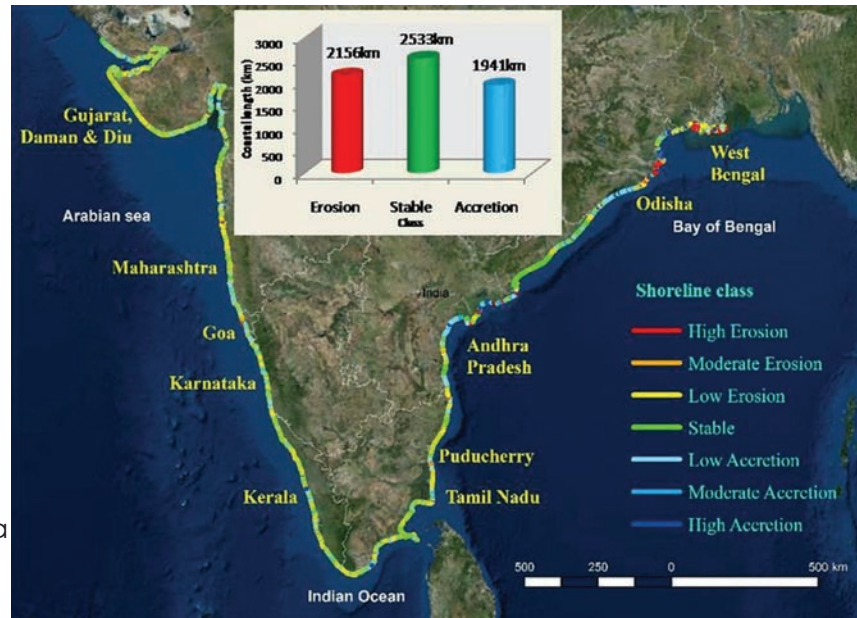 3000
2500
2000
1500
1000
500
0
Coastal length (km)
2156km
2533km
1941km
Erosion
Stable
Accretion
Class
Gujarat,
Daman & Diu
Arabian sea
Maharashtra
Goa
Karnataka
Kerala
Indian Ocean
India
West
Bengal
Odisha
Bay of Bengal
Andhra
Pradesh
Puducherry
Tamil Nadu
Shoreline class
High Erosion
Moderate Erosion
Low Erosion
Stable
Low Accretion
Moderate Accretion
High Accretion
500 250 0 500 km
a